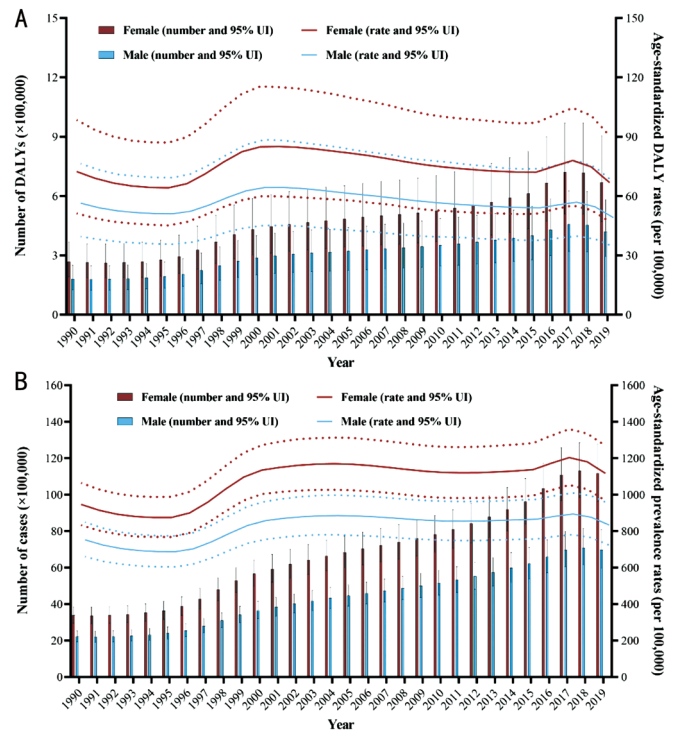 A
Female (number and 95% UI)
Female (rate and 95% UI)
Male (number and 95% UI)
Male (rate and 95% UI)
Number of DALYs (×100,000)
15
12
9
6
3
0
Age-standardized DALY rates
(per 100,000)
150
120
90
60
30
0
1990 1991 1992 1993 1994 1995 1996 1997 1998 1999 2000 2001 2002 2003 2004 2005 2006 2007 2008 2009 2010 2011 2012 2013 2014 2015 2016 2017 2018 2019
Year
B
Female (number and 95% UI)
Female (rate and 95% UI)
Male (number and 95% UI)
Male (rate and 95% UI)
Number of cases (×100,000)
160
140
120
100
80
60
40
20
0
Age-standardized prevalence rates
(per 100,000)
1600
1400
1200
1000
800
600
400
200
0
1990 1991 1992 1993 1994 1995 1996 1997 1998 1999 2000 2001 2002 2003 2004 2005 2006 2007 2008 2009 2010 2011 2012 2013 2014 2015 2016 2017 2018 2019
Year